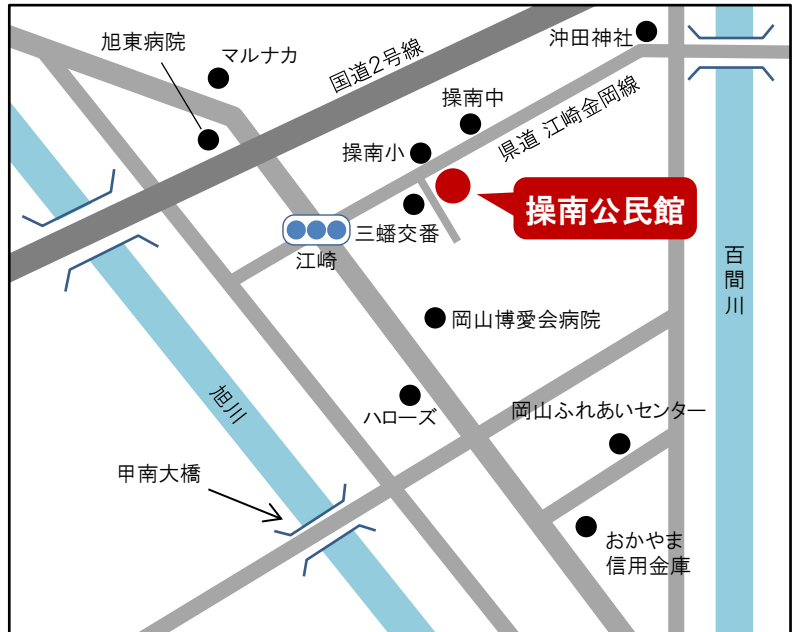 旭東病院
マルナカ
国道2号線
沖田神社
操南中
県道 江崎金岡線
操南小
操南公民館
三蟠交番
江崎
百間川
岡山博愛会病院
旭川
ハローズ
岡山ふれあいセンター
甲南大橋
おかやま
信用金庫